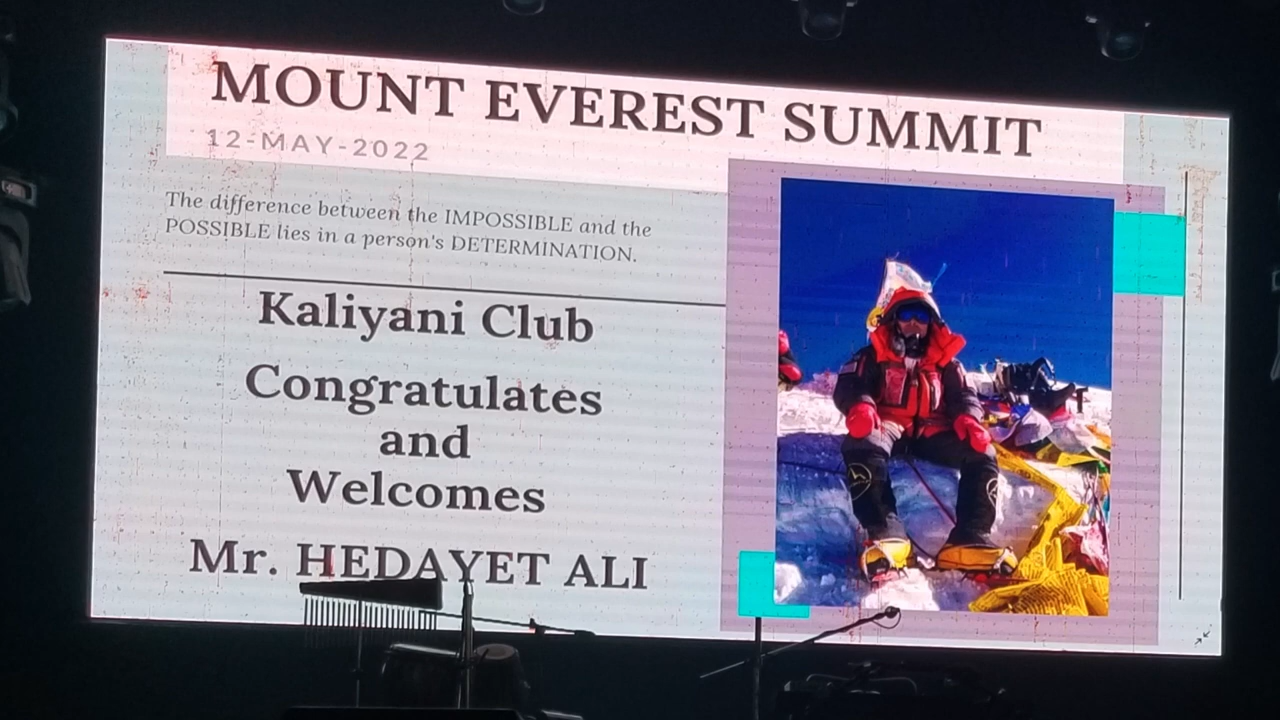 MOUNT EVEREST SUMMIT
12-MAY-2022
The difference between the IMPOSSIBLE and the
POSSIBLE lies in a person's DETERMINATION.
Kaliyani Club
Congratulates
and
Welcomes
Mr. HEDAYET ALI